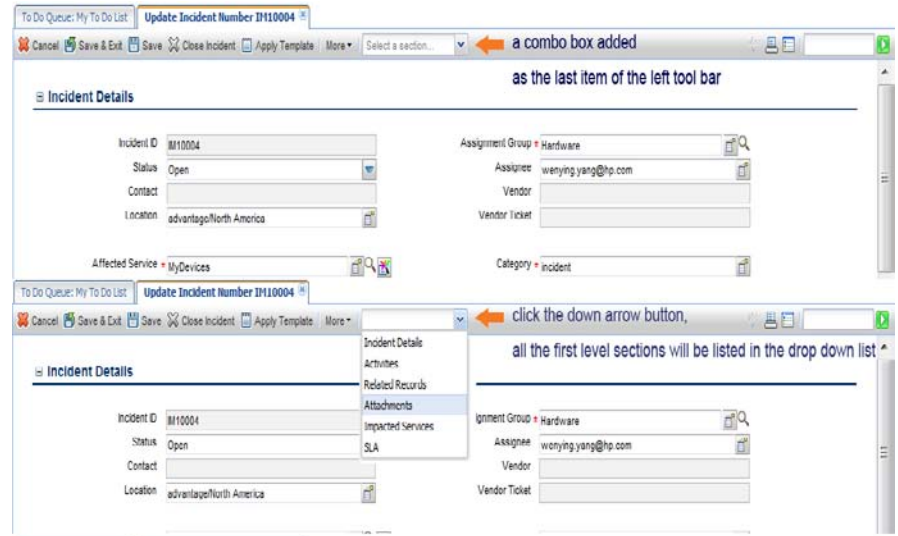 To Do Queue: My To Do List Update Incident Number IM10004
Cancel Save & Exit Save Close Incident Apply Template More Select a section... a combo box added
as the last item of the left tool bar
Incident Details
Incident ID IM10004 Assignment Group * Hardware
Status Open Assignee wenying.yang@hp.com
Contact Vendor
Location advantage/North America Vendor Ticket
Affected Service * MyDevices Category * incident
To Do Queue: My To Do List Update Incident Number IM10004
Cancel Save & Exit Save Close Incident Apply Template More click the down arrow button,
Incident Details all the first level sections will be listed in the drop down list
Activities
Incident Details Related Records
Attachments
Incident ID IM10004 Impacted Services ignment Group * Hardware
Status Open SLA Assignee wenying.yang@hp.com
Contact Vendor
Location advantage/North America Vendor Ticket